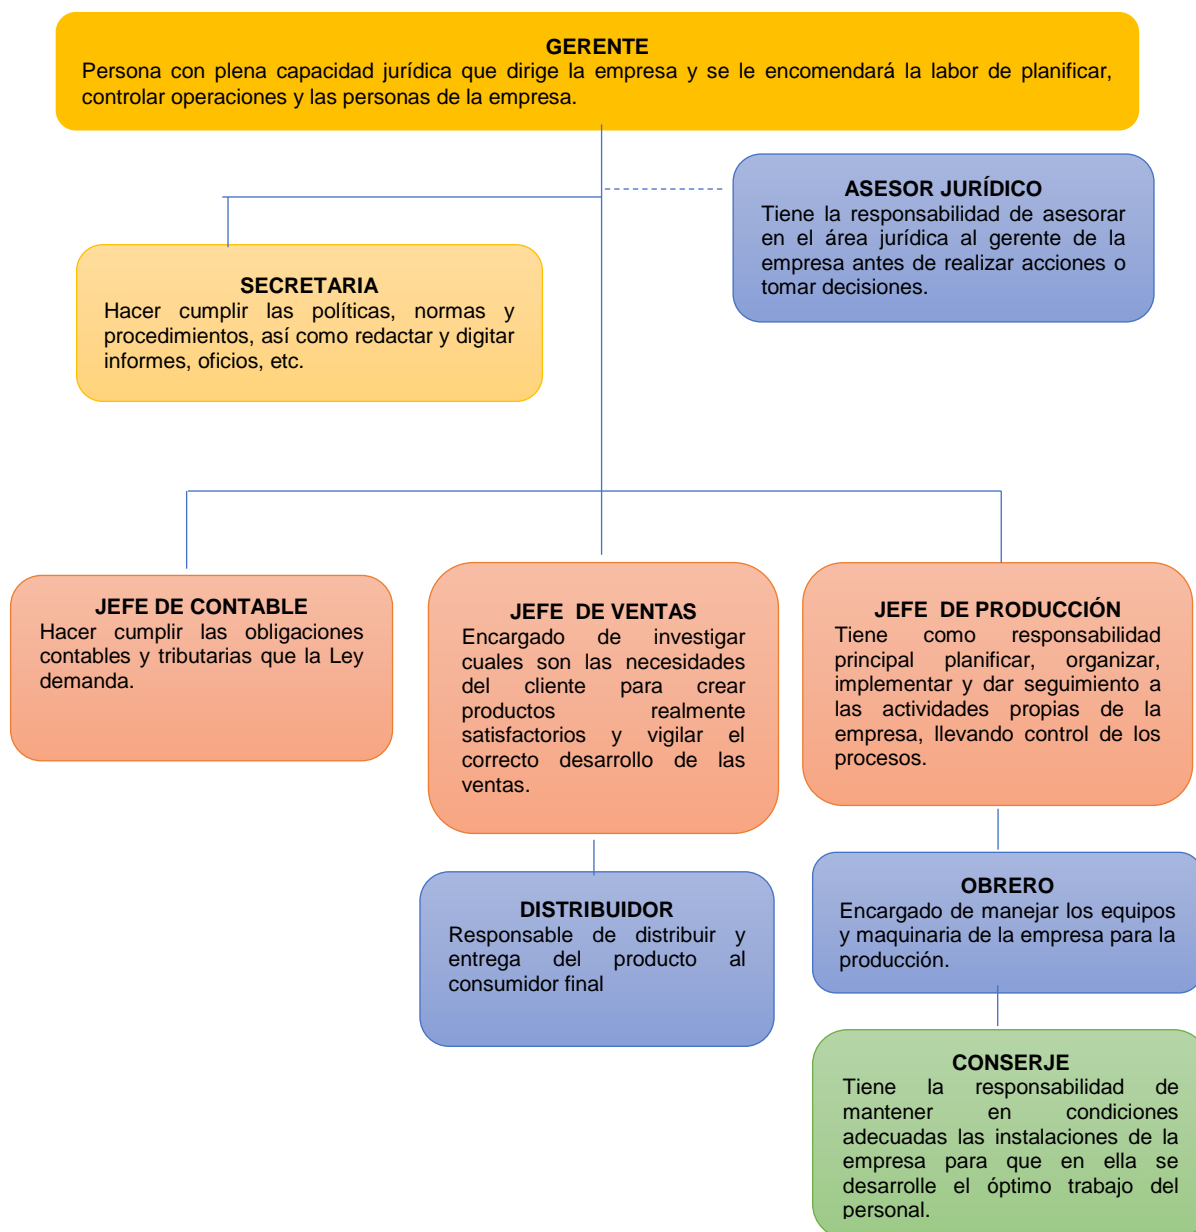 GERENTE
Persona con plena capacidad jurídica que dirige la empresa y se le encomendará la labor de planificar,
controlar operaciones y las personas de la empresa.
ASESOR JURÍDICO
Tiene la responsabilidad de asesorar
en el área jurídica al gerente de la
empresa antes de realizar acciones o
tomar decisiones.
SECRETARIA
Hacer cumplir las políticas, normas y
procedimientos, así como redactar y digitar
informes, oficios, etc.
JEFE DE CONTABLE
Hacer cumplir las obligaciones
contables y tributarias que la Ley
demanda.
JEFE DE VENTAS
Encargado de investigar
cuales son las necesidades
del cliente para crear
productos realmente
satisfactorios y vigilar el
correcto desarrollo de las
ventas.
JEFE DE PRODUCCIÓN
Tiene como responsabilidad
principal planificar, organizar,
implementar y dar seguimiento a
las actividades propias de la
empresa, llevando control de los
procesos.
DISTRIBUIDOR
Responsable de distribuir y
entrega del producto al
consumidor final
OBRERO
Encargado de manejar los equipos
y maquinaria de la empresa para la
producción.
CONSERJE
Tiene la responsabilidad de
mantener en condiciones
adecuadas las instalaciones de la
empresa para que en ella se
desarrolle el óptimo trabajo del
personal.